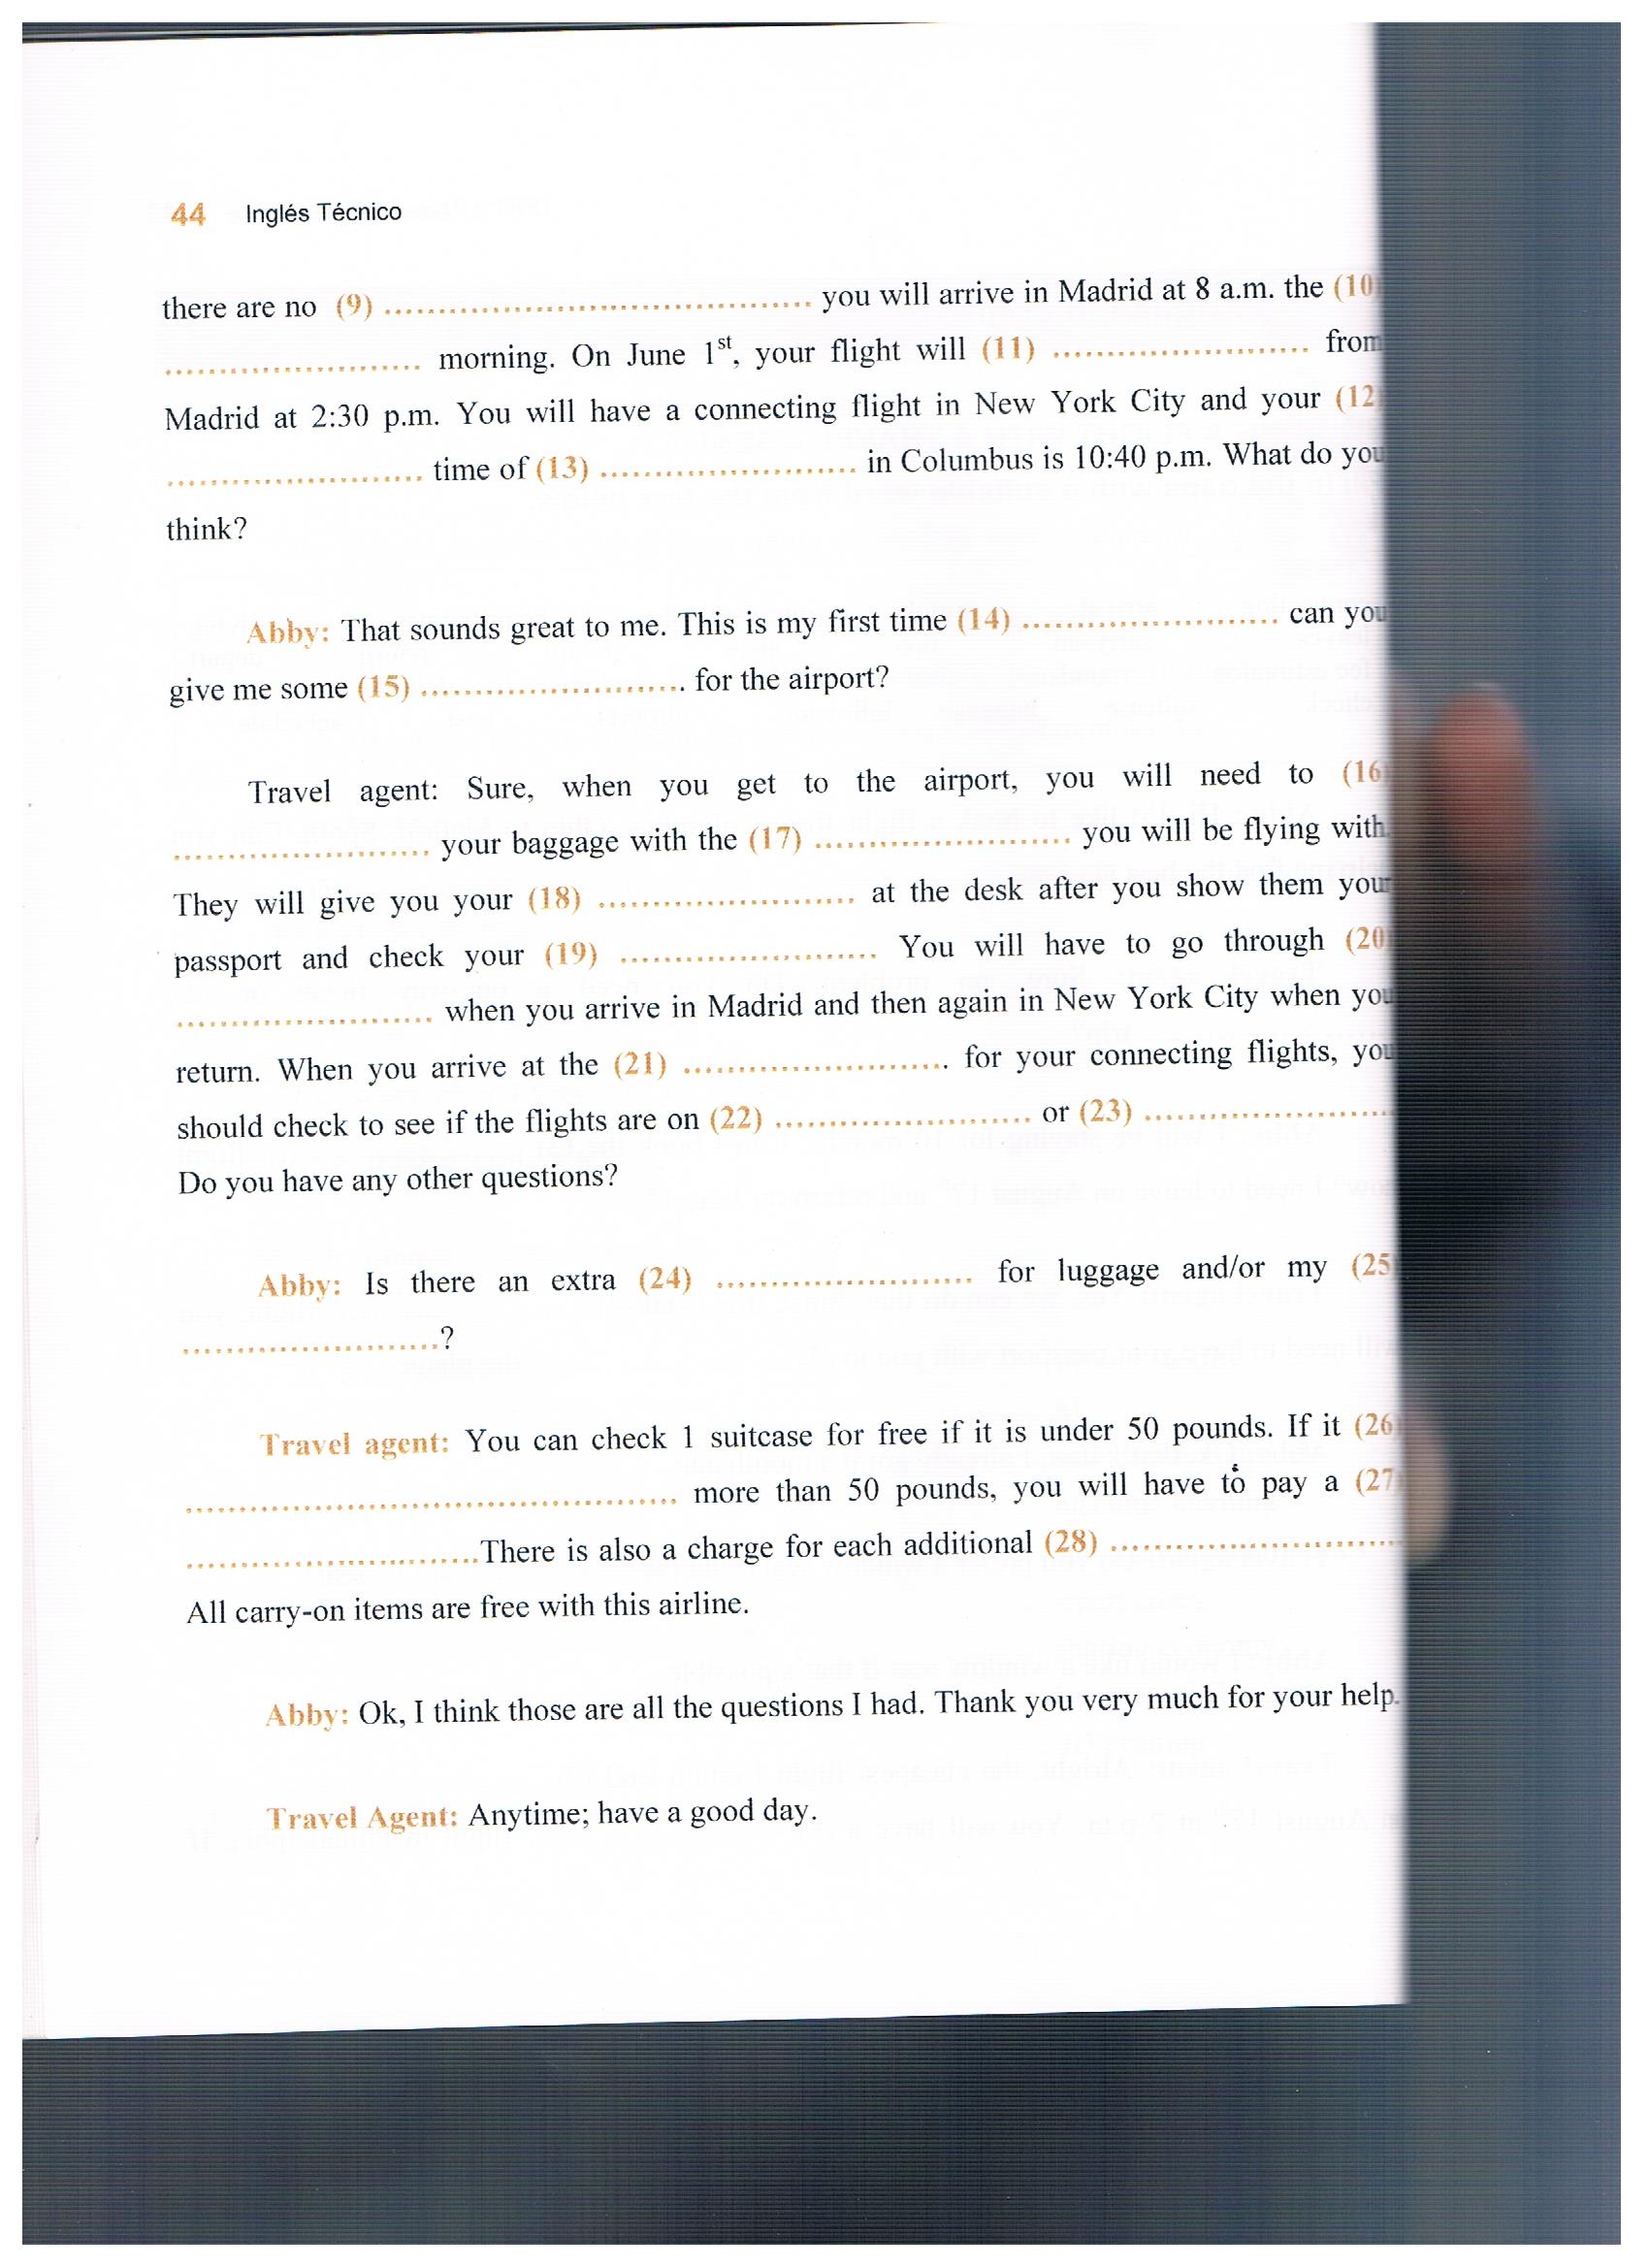 44 Inglés Técnico
there are no (9) ................................................ you will arrive in Madrid at 8 a.m. the (10)
............................. morning. On June 1st, your flight will (11) ............................. from
Madrid at 2:30 p.m. You will have a connecting flight in New York City and your (12)
............................. time of (13) ............................. in Columbus is 10:40 p.m. What do you
think?
Abby: That sounds great to me. This is my first time (14) ............................. can you
give me some (15) .............................. for the airport?
Travel agent: Sure, when you get to the airport, you will need to (16)
............................. your baggage with the (17) ............................. you will be flying with.
They will give you your (18) ............................. at the desk after you show them your
passport and check your (19) ............................. You will have to go through (20)
............................. when you arrive in Madrid and then again in New York City when you
return. When you arrive at the (21) .............................. for your connecting flights, you
should check to see if the flights are on (22) ............................. or (23) .............................
Do you have any other questions?
Abby: Is there an extra (24) ............................. for luggage and/or my (25)
.............................?
Travel agent: You can check 1 suitcase for free if it is under 50 pounds. If it (26)
....................................................... more than 50 pounds, you will have to pay a (27)
.................................There is also a charge for each additional (28) .................................
All carry-on items are free with this airline.
Abby: Ok, I think those are all the questions I had. Thank you very much for your help.
Travel Agent: Anytime; have a good day.